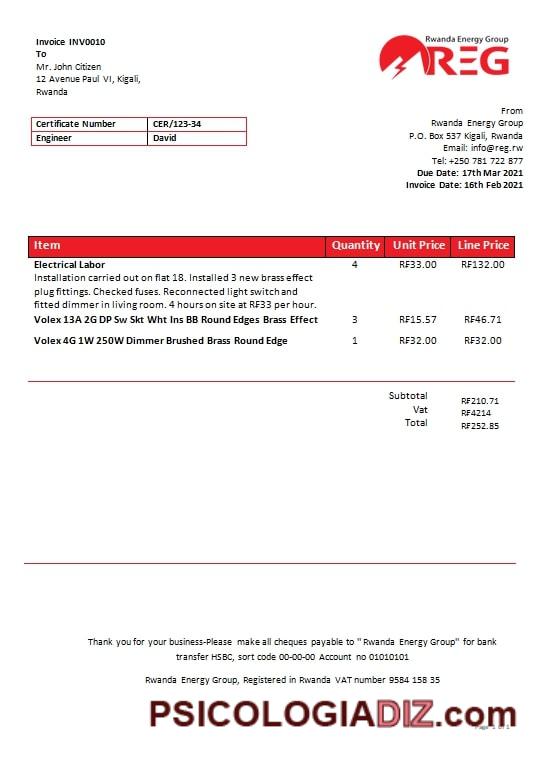 Invoice INV0010
To
Mr. John Citizen
12 Avenue Paul VI, Kigali,
Rwanda
Rwanda Energy Group
REG
Certificate Number CER/123-34
Engineer David
From
Rwanda Energy Group
P.O. Box 537 Kigali, Rwanda
Email: info@reg.rw
Tel: +250 781 722 877
Due Date: 17th Mar 2021
Invoice Date: 16th Feb 2021
Item Quantity Unit Price Line Price
Electrical Labor 4 RF33.00 RF132.00
Installation carried out on flat 18. Installed 3 new brass effect
plug fittings. Checked fuses. Reconnected light switch and
fitted dimmer in living room. 4 hours on site at RF33 per hour.
Volex 13A 2G DP Sw Skt Wht Ins BB Round Edges Brass Effect 3 RF15.57 RF46.71
Volex 4G 1W 250W Dimmer Brushed Brass Round Edge 1 RF32.00 RF32.00
Subtotal RF210.71
Vat RF4214
Total RF252.85
Thank you for your business-Please make all cheques payable to "Rwanda Energy Group" for bank
transfer HSBC, sort code 00-00-00 Account no 01010101
Rwanda Energy Group, Registered in Rwanda VAT number 9584 158 35
PSICOLOGIADIZ.com
Page 1 of 1